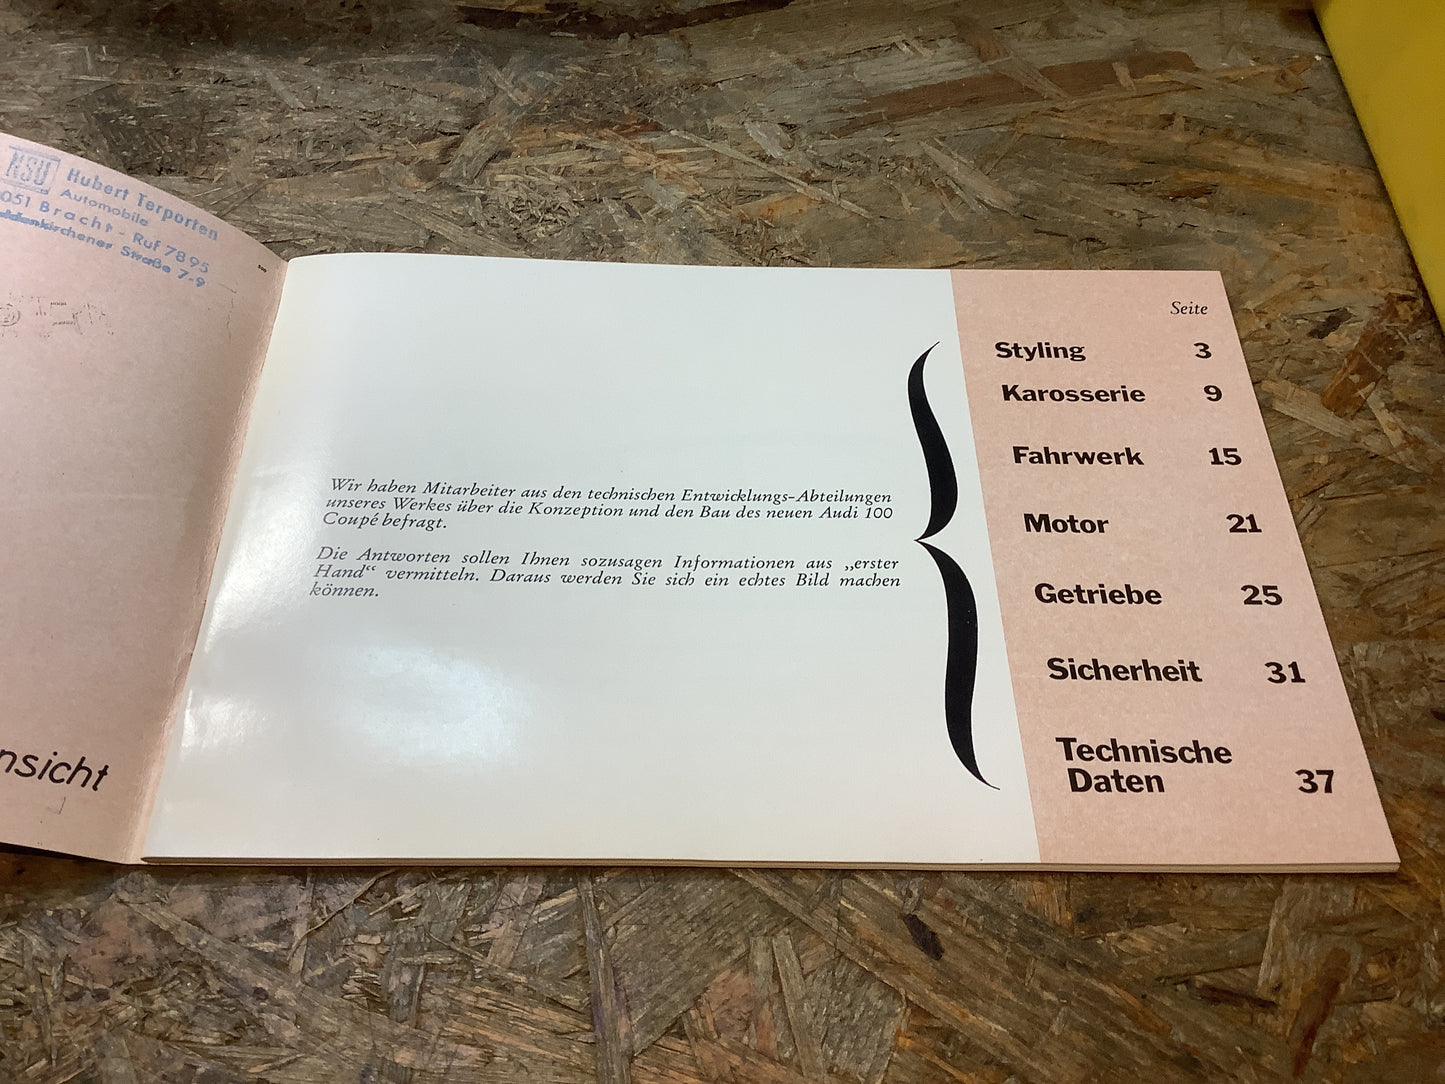 NSU
Hubert Terporten
Automobile
051 Bracht - Ruf 7895
Straße 7-9
nsicht
Wir haben Mitarbeiter aus den technischen Entwicklungs-Abteilungen
unseres Werkes über die Konzeption und den Bau des neuen Audi 100
Coupé befragt.
Die Antworten sollen Ihnen sozusagen Informationen aus „erster
Hand“ vermitteln. Daraus werden Sie sich ein echtes Bild machen
können.
Seite
Styling 3
Karosserie 9
Fahrwerk 15
Motor 21
Getriebe 25
Sicherheit 31
Technische
Daten 37